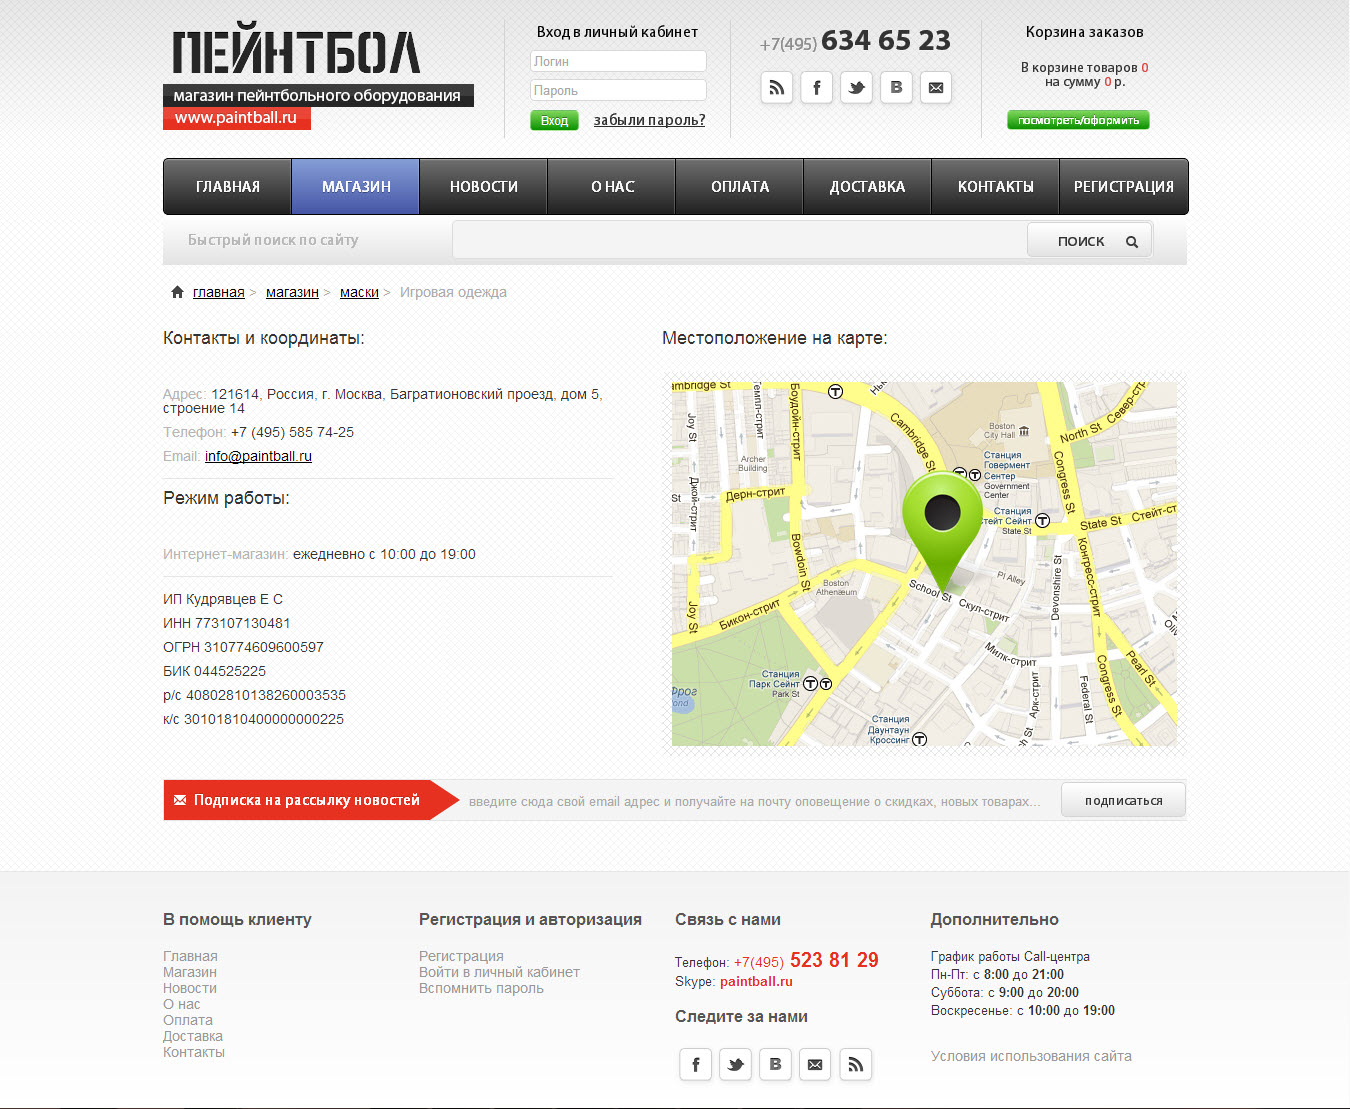 ПЕЙНТБОЛ
магазин пейнтбольного оборудования
www.paintball.ru
Вход в личный кабинет
Логин
Пароль
Вход
забыли пароль?
+7(495) 634 65 23
Корзина заказов
В корзине товаров 0
на сумму 0 р.
посмотреть/оформить
ГЛАВНАЯ
МАГАЗИН
НОВОСТИ
О НАС
ОПЛАТА
ДОСТАВКА
КОНТАКТЫ
РЕГИСТРАЦИЯ
Быстрый поиск по сайту
ПОИСК
главная > магазин > маски > Игровая одежда
Контакты и координаты:
Адрес: 121614, Россия, г. Москва, Багратионовский проезд, дом 5,
строение 14
Телефон: +7 (495) 585 74-25
Email: info@paintball.ru
Режим работы:
Интернет-магазин: ежедневно с 10:00 до 19:00
ИП Кудрявцев Е С
ИНН 773107130481
ОГРН 310774609600597
БИК 044525225
р/с 40802810138260003535
к/с 30101810400000000225
Местоположение на карте:
ambridge St
Темпл-стрит
Боудойн-стрит
Cambridge St
Boston
City Hall
North St
Север-стр
Joy St
Archer
Building
Станция
Говермент
Сентер
Government
Center
Congress St
St
Джой-стрит
Дерн-стрит
Станция
стейт Сейнт
State St
Стейт-ст
Bowdoin St
Конгресс-стрит
Boston
Athenæum
School St
Pi Alley
Devonshire St
Joy St
Бикон-стрит
Скул-стрит
Милк-стрит
Congress St
Pearl St
Станция
Парк Сейнт
Park St
Фрог
ond
Арк-стрит
Federal St
Станция
Даунтаун
Кроссинг
Подписка на рассылку новостей
введите сюда свой email адрес и получайте на почту оповещение о скидках, новых товарах...
подписаться
В помощь клиенту
Главная
Магазин
Новости
О нас
Оплата
Доставка
Контакты
Регистрация и авторизация
Регистрация
Войти в личный кабинет
Вспомнить пароль
Связь с нами
Телефон: +7(495) 523 81 29
Skype: paintball.ru
Следите за нами
Дополнительно
График работы Call-центра
Пн-Пт: с 8:00 до 21:00
Суббота: с 9:00 до 20:00
Воскресенье: с 10:00 до 19:00
Условия использования сайта